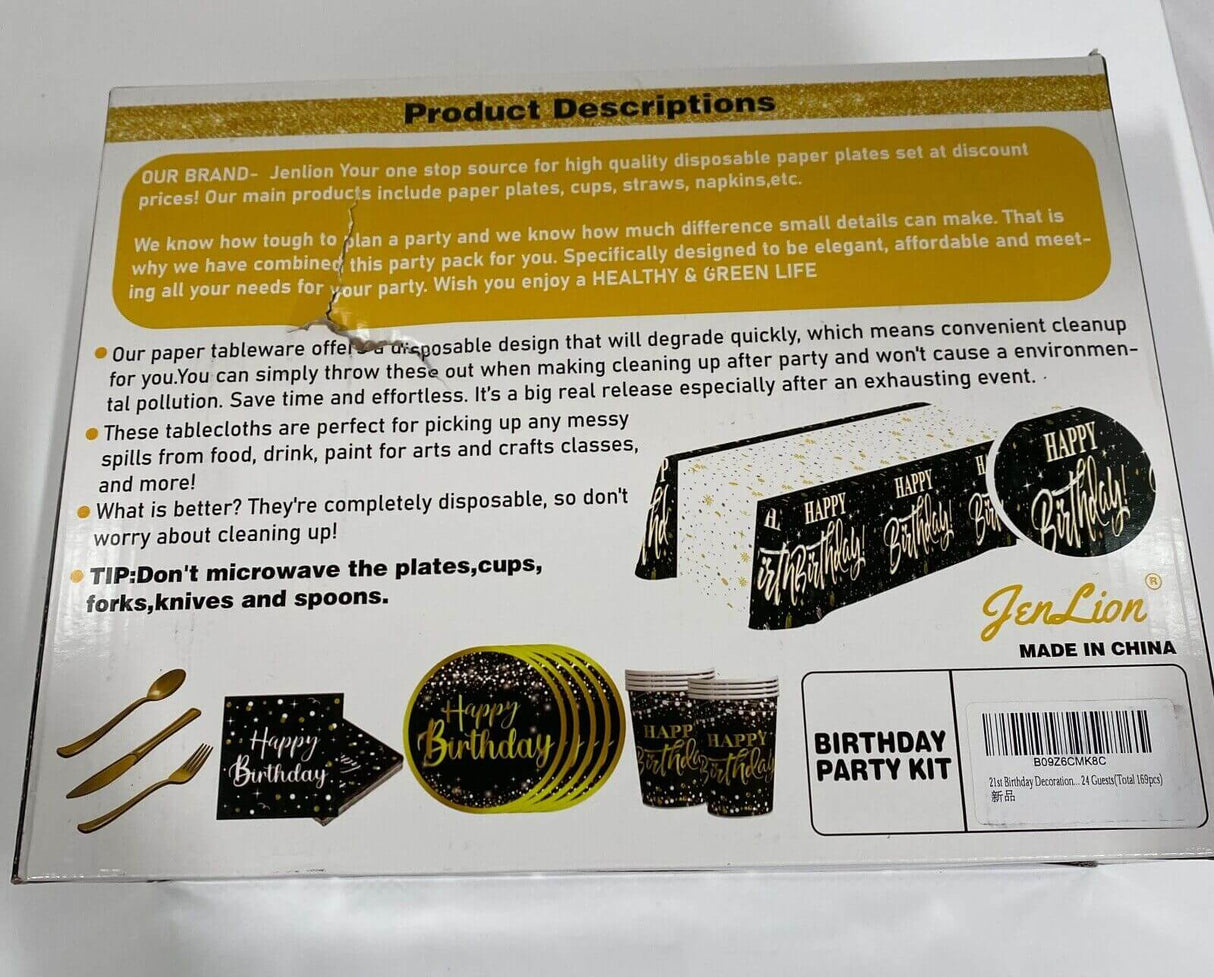 Product Descriptions
OUR BRAND- Jenlion Your one stop source for high quality disposable paper plates set at discount
prices! Our main products include paper plates, cups, straws, napkins,etc.
We know how tough to plan a party and we know how much difference small details can make. That is
why we have combined this party pack for you. Specifically designed to be elegant, affordable and meet-
ing all your needs for your party. Wish you enjoy a HEALTHY & GREEN LIFE
Our paper tableware offers a disposable design that will degrade quickly, which means convenient cleanup
for you.You can simply throw these out when making cleaning up after party and won't cause a environmen-
tal pollution. Save time and effortless. It's a big real release especially after an exhausting event.
These tablecloths are perfect for picking up any messy
spills from food, drink, paint for arts and crafts classes,
and more!
What is better? They're completely disposable, so don't
worry about cleaning up!
TIP:Don't microwave the plates,cups,
forks,knives and spoons.
HAPPY
Birthday!
HAPPY
Birthday!
HAPPY
Birthday!
JenLion®
MADE IN CHINA
Happy
Birthday
Happy
Birthday
HAPP
Birthday
HAPPY
Birthday
BIRTHDAY
PARTY KIT
B09Z6CMK8C
21st Birthday Decoration... 24 Guests(Total 169pcs)
新品